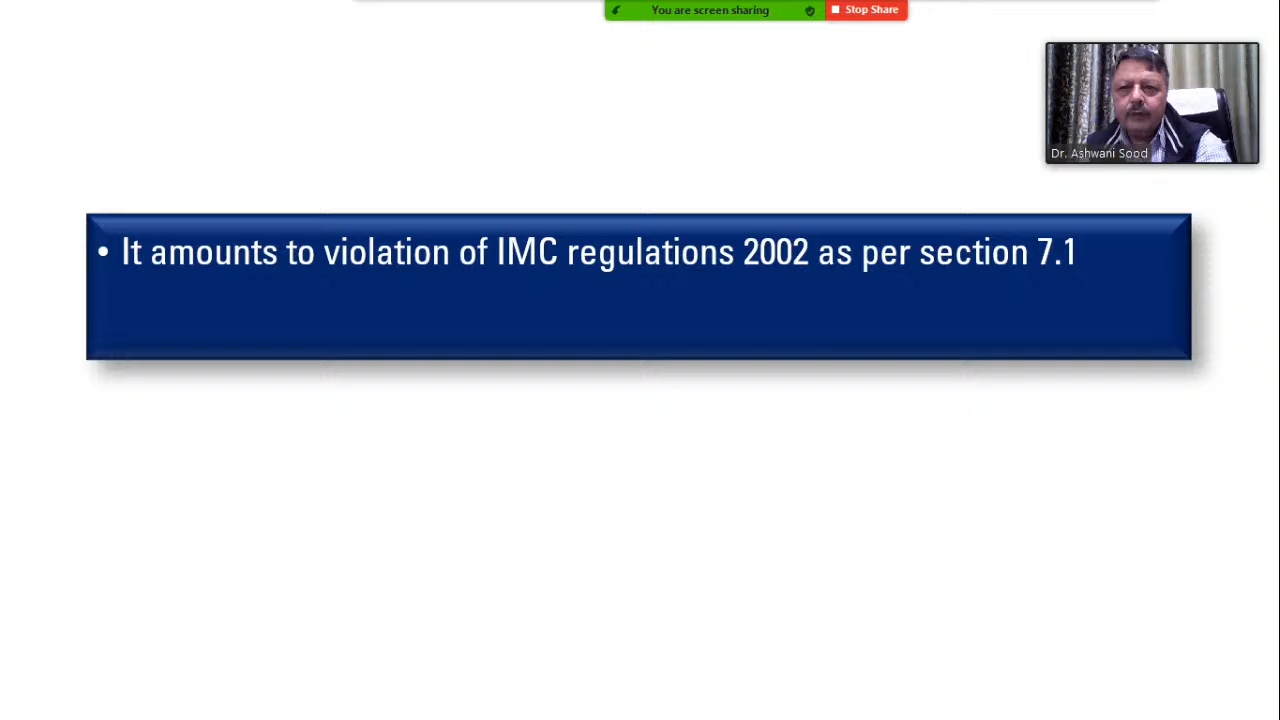 You are screen sharing
Stop Share
Dr. Ashwani Sood
• It amounts to violation of IMC regulations 2002 as per section 7.1